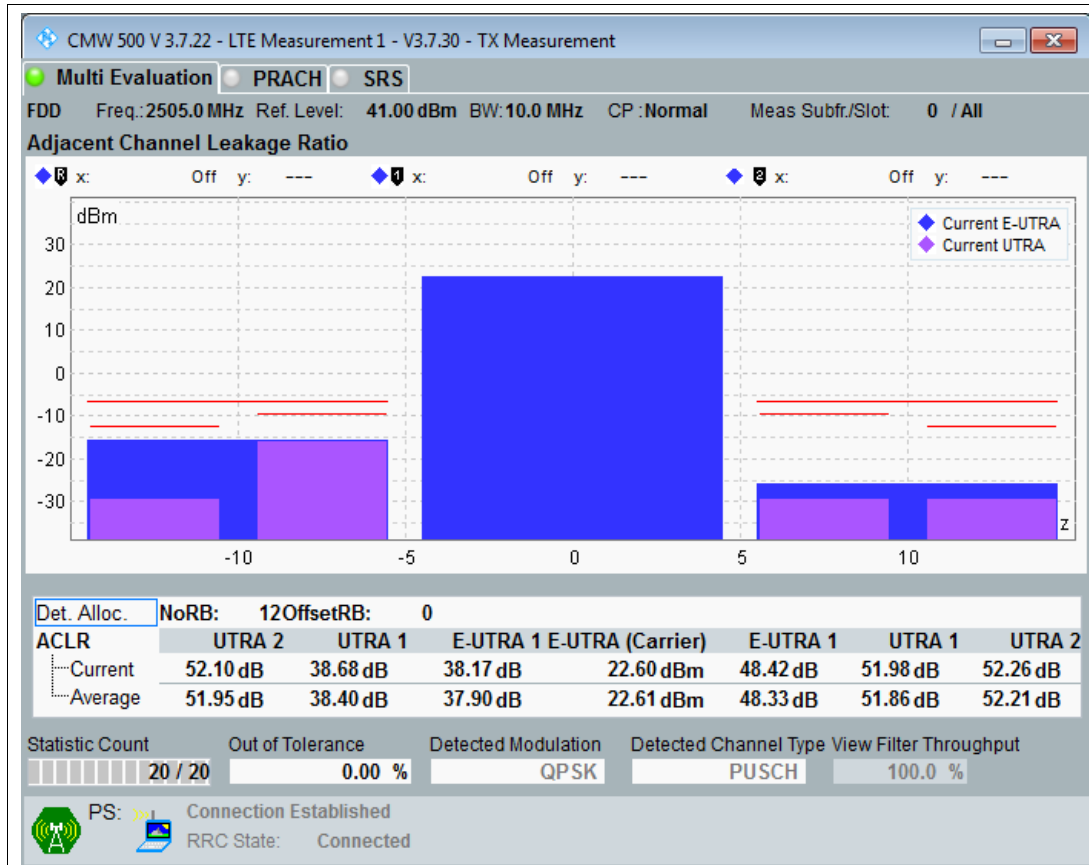 CMW 500 V 3.7.22 - LTE Measurement 1 - V3.7.30 - TX Measurement
Multi Evaluation PRACH SRS
FDD Freq.: 2505.0 MHz Ref. Level: 41.00 dBm BW: 10.0 MHz CP : Normal Meas Subfr./Slot: 0 / All
Adjacent Channel Leakage Ratio
R x: Off y: --- 1 x: Off y: --- 2 x: Off y: ---
dBm
Current E-UTRA
Current UTRA
30
20
10
0
-10
-20
-30
z
-10 -5 0 5 10
Det. Alloc. NoRB: 12 OffsetRB: 0
ACLR UTRA 2 UTRA 1 E-UTRA 1 E-UTRA (Carrier) E-UTRA 1 UTRA 1 UTRA 2
Current 52.10 dB 38.68 dB 38.17 dB 22.60 dBm 48.42 dB 51.98 dB 52.26 dB
Average 51.95 dB 38.40 dB 37.90 dB 22.61 dBm 48.33 dB 51.86 dB 52.21 dB
Statistic Count Out of Tolerance Detected Modulation Detected Channel Type View Filter Throughput
20 / 20 0.00 % QPSK PUSCH 100.0 %
PS: Connection Established
RRC State: Connected